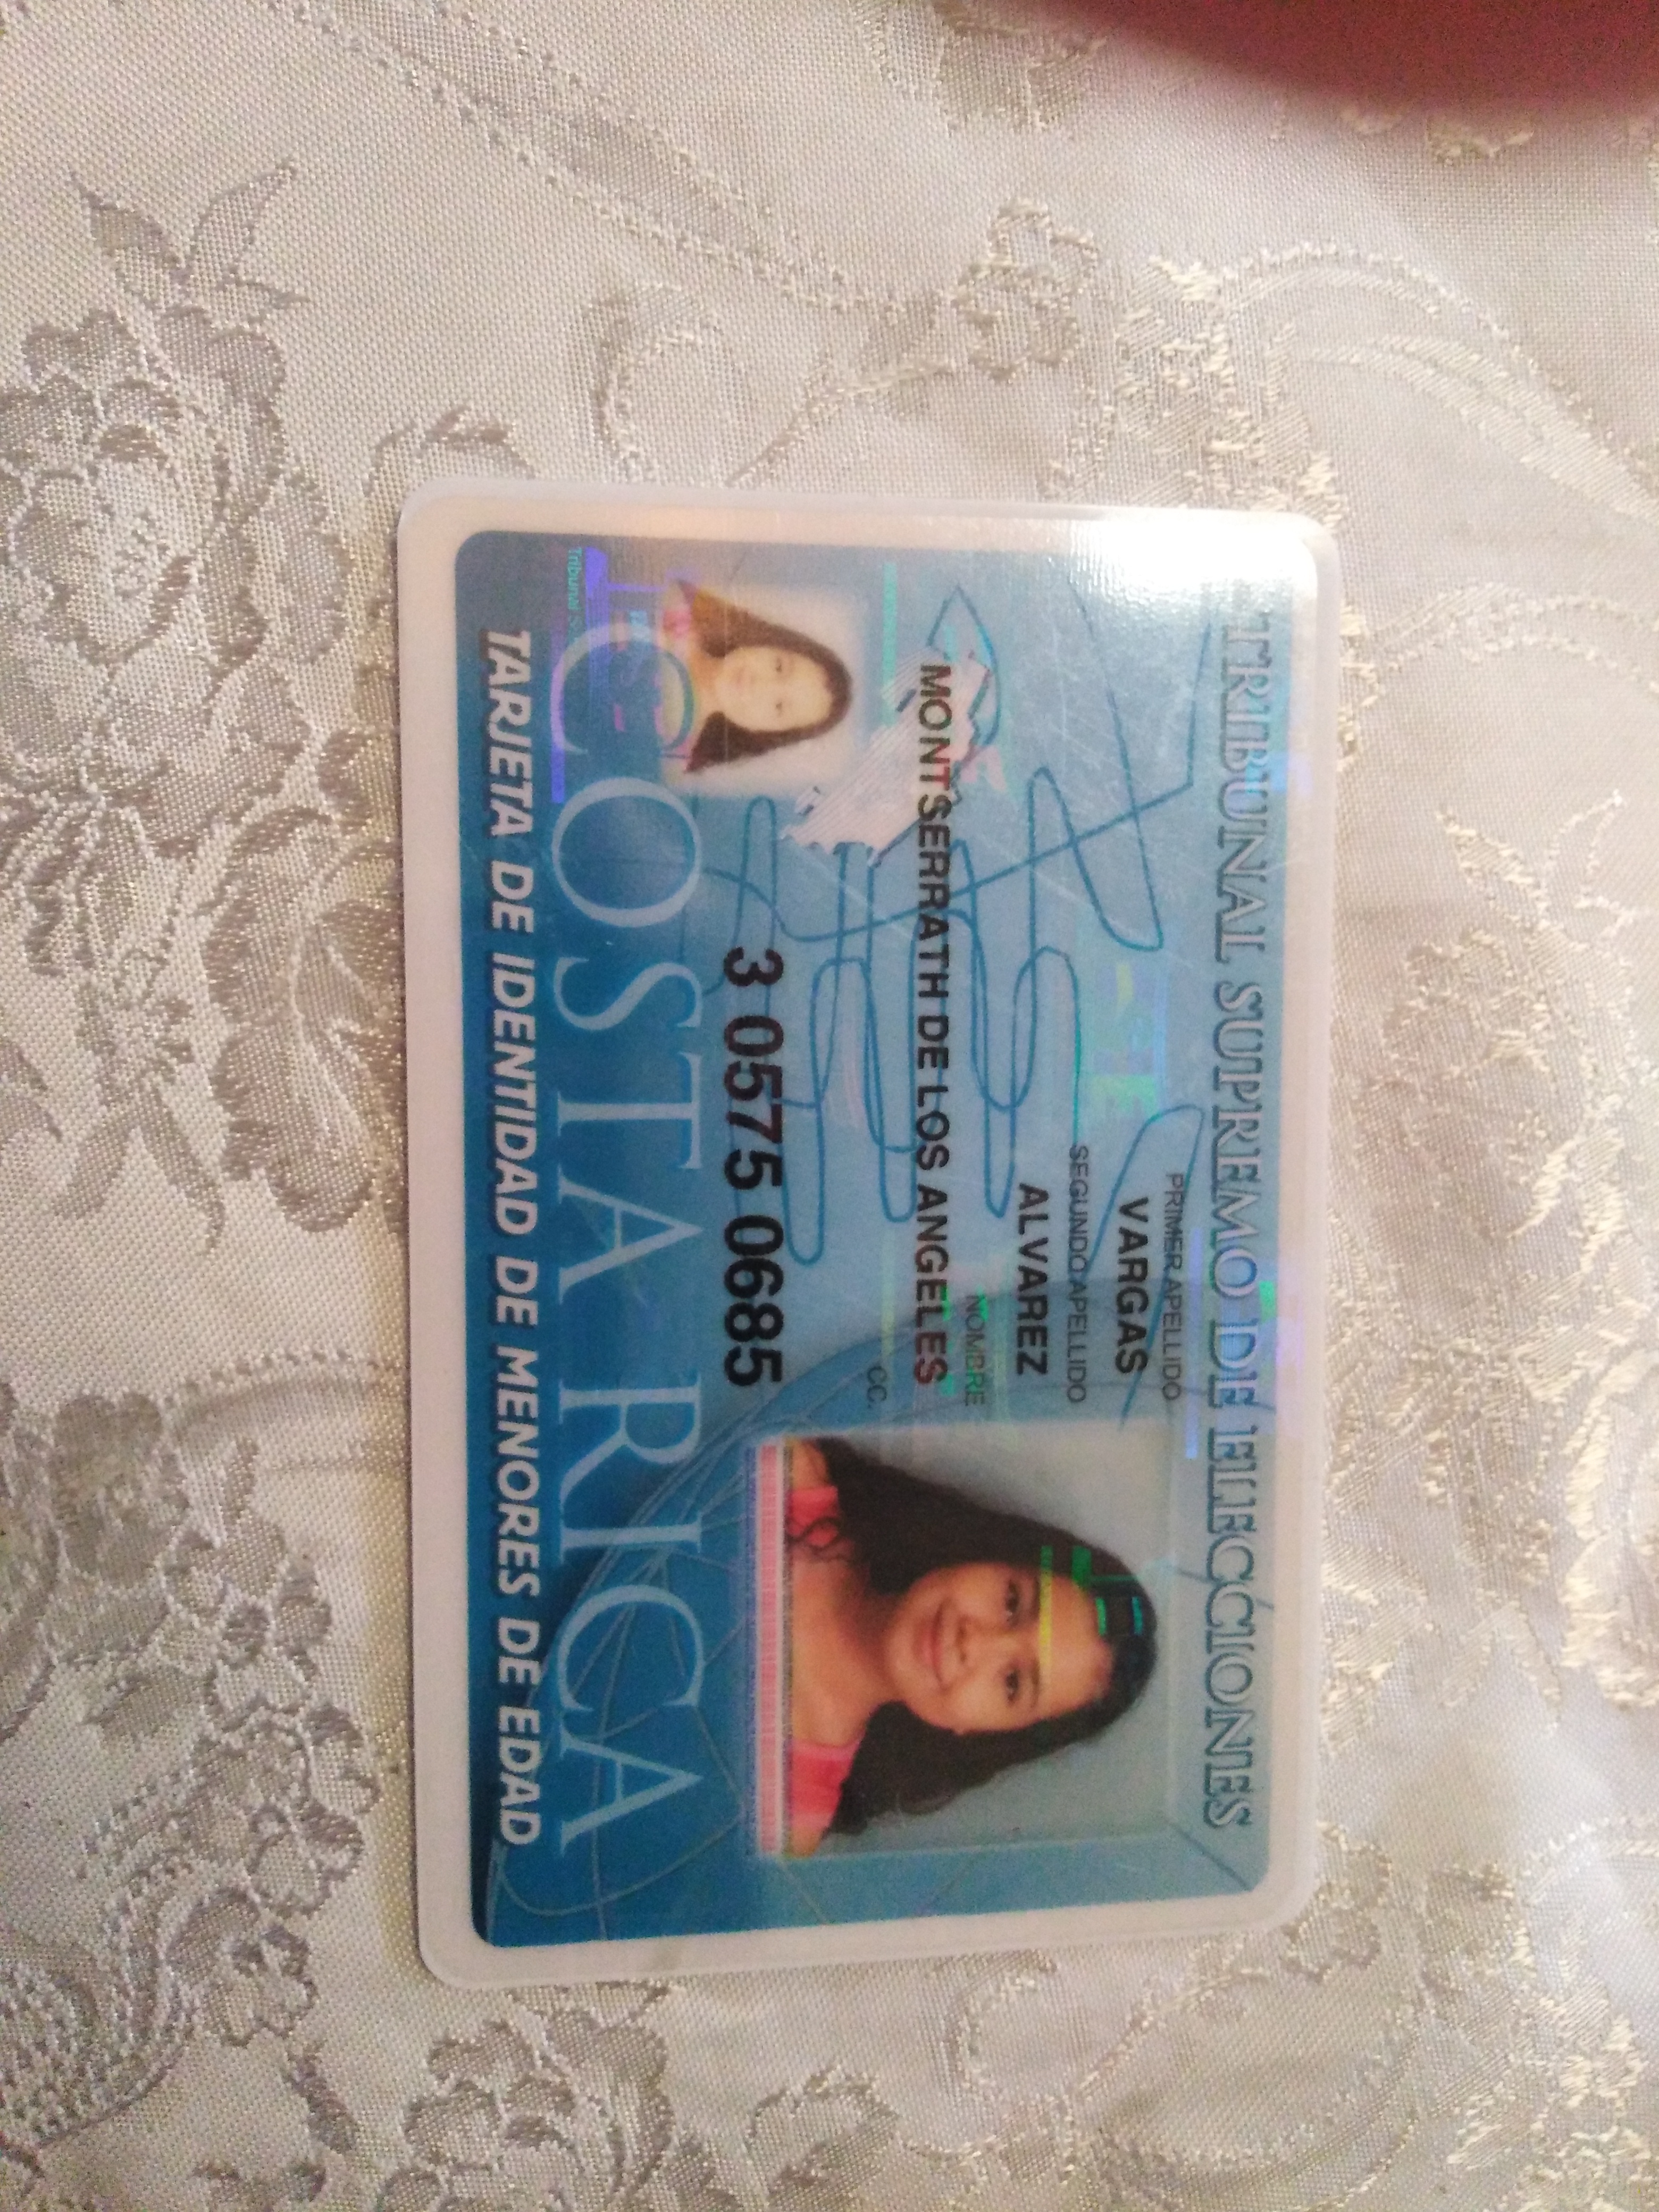 TRIBUNAL SUPREMO DE ELECCIONES
PRIMER APELLIDO
VARGAS
SEGUNDO APELLIDO
ALVAREZ
NOMBRE
MONTSERRATH DE LOS ANGELES
CC.
3 0575 0685
COSTA RICA
Tribunal
TARJETA DE IDENTIDAD DE MENORES DE EDAD